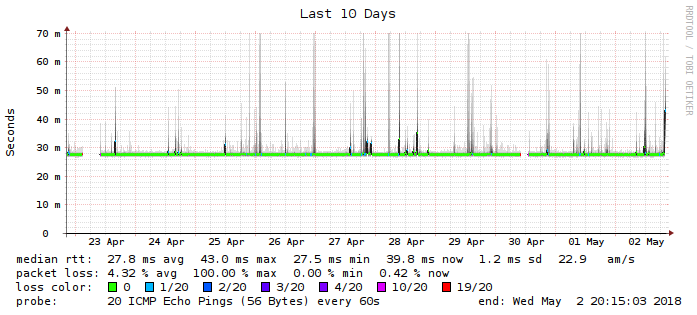 Last 10 Days
RRDTOOL / TOBI OETIKER
Seconds
70 m
60 m
50 m
40 m
30 m
20 m
10 m
0
23 Apr 24 Apr 25 Apr 26 Apr 27 Apr 28 Apr 29 Apr 30 Apr 01 May 02 May
median rtt: 27.8 ms avg 43.0 ms max 27.5 ms min 39.8 ms now 1.2 ms sd 22.9 am/s
packet loss: 4.32 % avg 100.00 % max 0.00 % min 0.42 % now
loss color: 0 1/20 2/20 3/20 4/20 10/20 19/20
probe: 20 ICMP Echo Pings (56 Bytes) every 60s end: Wed May 2 20:15:03 2018